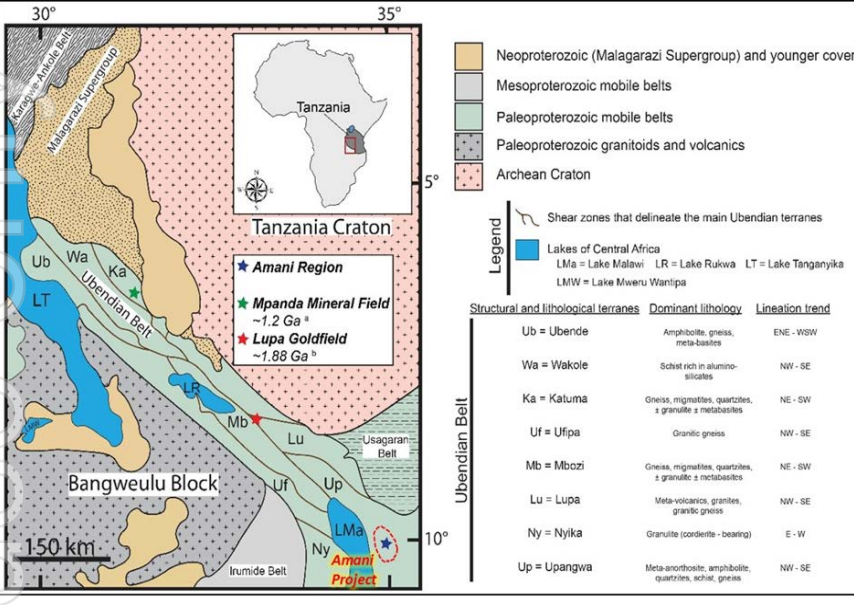 30°
35°
Karagwe-Ankole Belt
Malagarazi Supergroup
Tanzania
N
5°
Tanzania Craton
Amani Region
Mpanda Mineral Field
~1.2 Ga ᵃ
Lupa Goldfield
~1.88 Ga ᵇ
Ub
Wa
Ka
LT
Ubendian Belt
LR
Mb
Lu
Usagaran
Belt
LMW
Bangweulu Block
Uf
Up
LMa
10°
Ny
150 km
Irumide Belt
Amani
Project
Neoproterozoic (Malagarazi Supergroup) and younger cover
Mesoproterozoic mobile belts
Paleoproterozoic mobile belts
Paleoproterozoic granitoids and volcanics
Archean Craton
Legend
Shear zones that delineate the main Ubendian terranes
Lakes of Central Africa
LMa = Lake Malawi LR = Lake Rukwa LT = Lake Tanganyika
LMW = Lake Mweru Wantipa
Structural and lithological terranes Dominant lithology Lineation trend
Ubendian Belt
Ub = Ubende Amphibolite, gneiss, ENE - WSW
meta-basites
Wa = Wakole Schist rich in alumino- NW - SE
silicates
Ka = Katuma Gneiss, migmatites, quartzites, NE - SW
± granulite ± metabasites
Uf = Ufipa Granitic gneiss NW - SE
Mb = Mbozi Gneiss, migmatites, quartzites, NE - SW
± granulite ± metabasites
Lu = Lupa Meta-volcanics, granites, NW - SE
granitic gneiss
Ny = Nyika Granulite (cordierite - bearing) E - W
Up = Upangwa Meta-anorthosite, amphibolite, NW - SE
quartzites, schist, gneiss